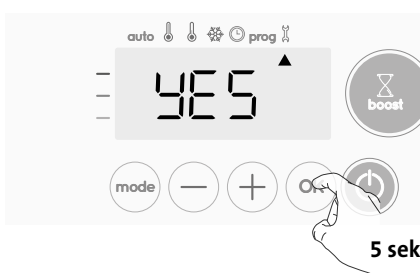 auto prog
YES
boost
mode − + OK
5 sek